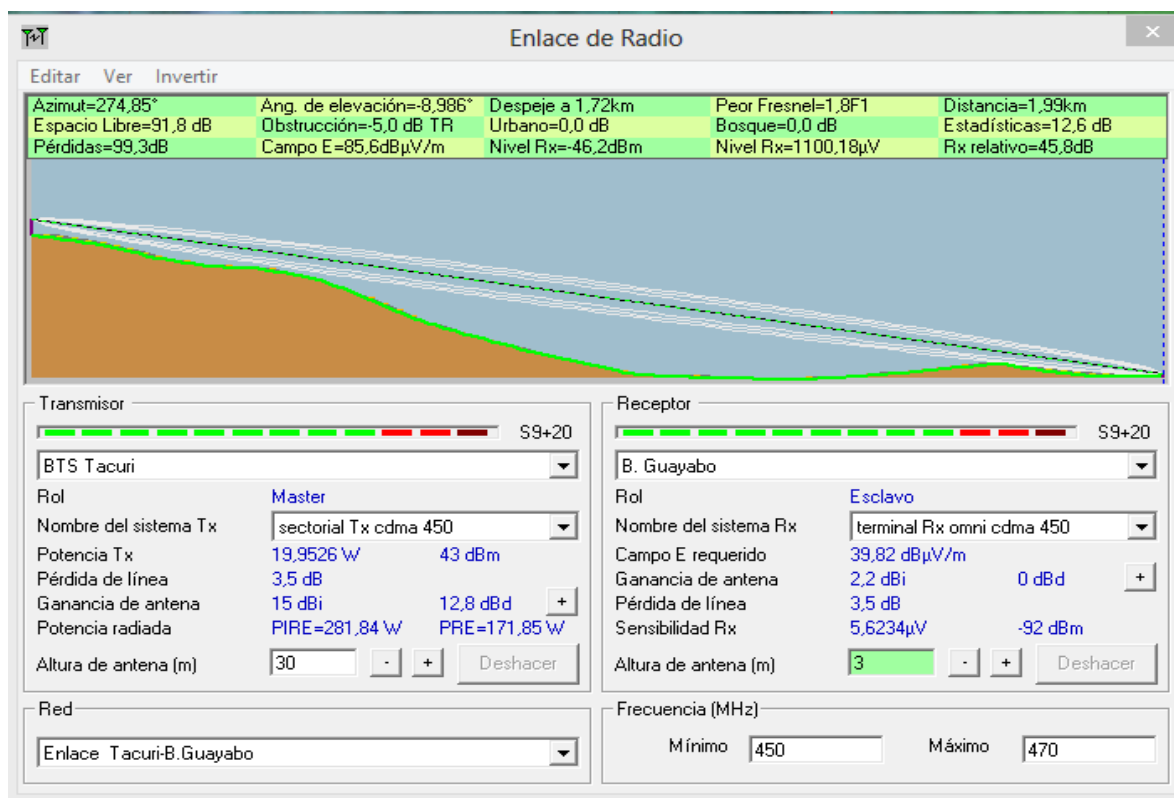 Enlace de Radio
Editar Ver Invertir
Azimut=274,85° Ang. de elevación=-8,986° Despeje a 1,72km Peor Fresnel=1,8F1 Distancia=1,99km
Espacio Libre=91,8 dB Obstrucción=-5,0 dB TR Urbano=0,0 dB Bosque=0,0 dB Estadísticas=12,6 dB
Pérdidas=99,3dB Campo E=85,6dBµV/m Nivel Rx=-46,2dBm Nivel Rx=1100,18µV Rx relativo=45,8dB
Transmisor
S9+20
BTS Tacuri
Rol Master
Nombre del sistema Tx sectorial Tx cdma 450
Potencia Tx 19,9526 W 43 dBm
Pérdida de línea 3,5 dB
Ganancia de antena 15 dBi 12,8 dBd +
Potencia radiada PIRE=281,84 W PRE=171,85 W
Altura de antena (m) 30 - + Deshacer
Receptor
S9+20
B. Guayabo
Rol Esclavo
Nombre del sistema Rx terminal Rx omni cdma 450
Campo E requerido 39,82 dBµV/m
Ganancia de antena 2,2 dBi 0 dBd +
Pérdida de línea 3,5 dB
Sensibilidad Rx 5,6234µV -92 dBm
Altura de antena (m) 3 - + Deshacer
Red
Enlace Tacuri-B.Guayabo
Frecuencia (MHz)
Mínimo 450 Máximo 470